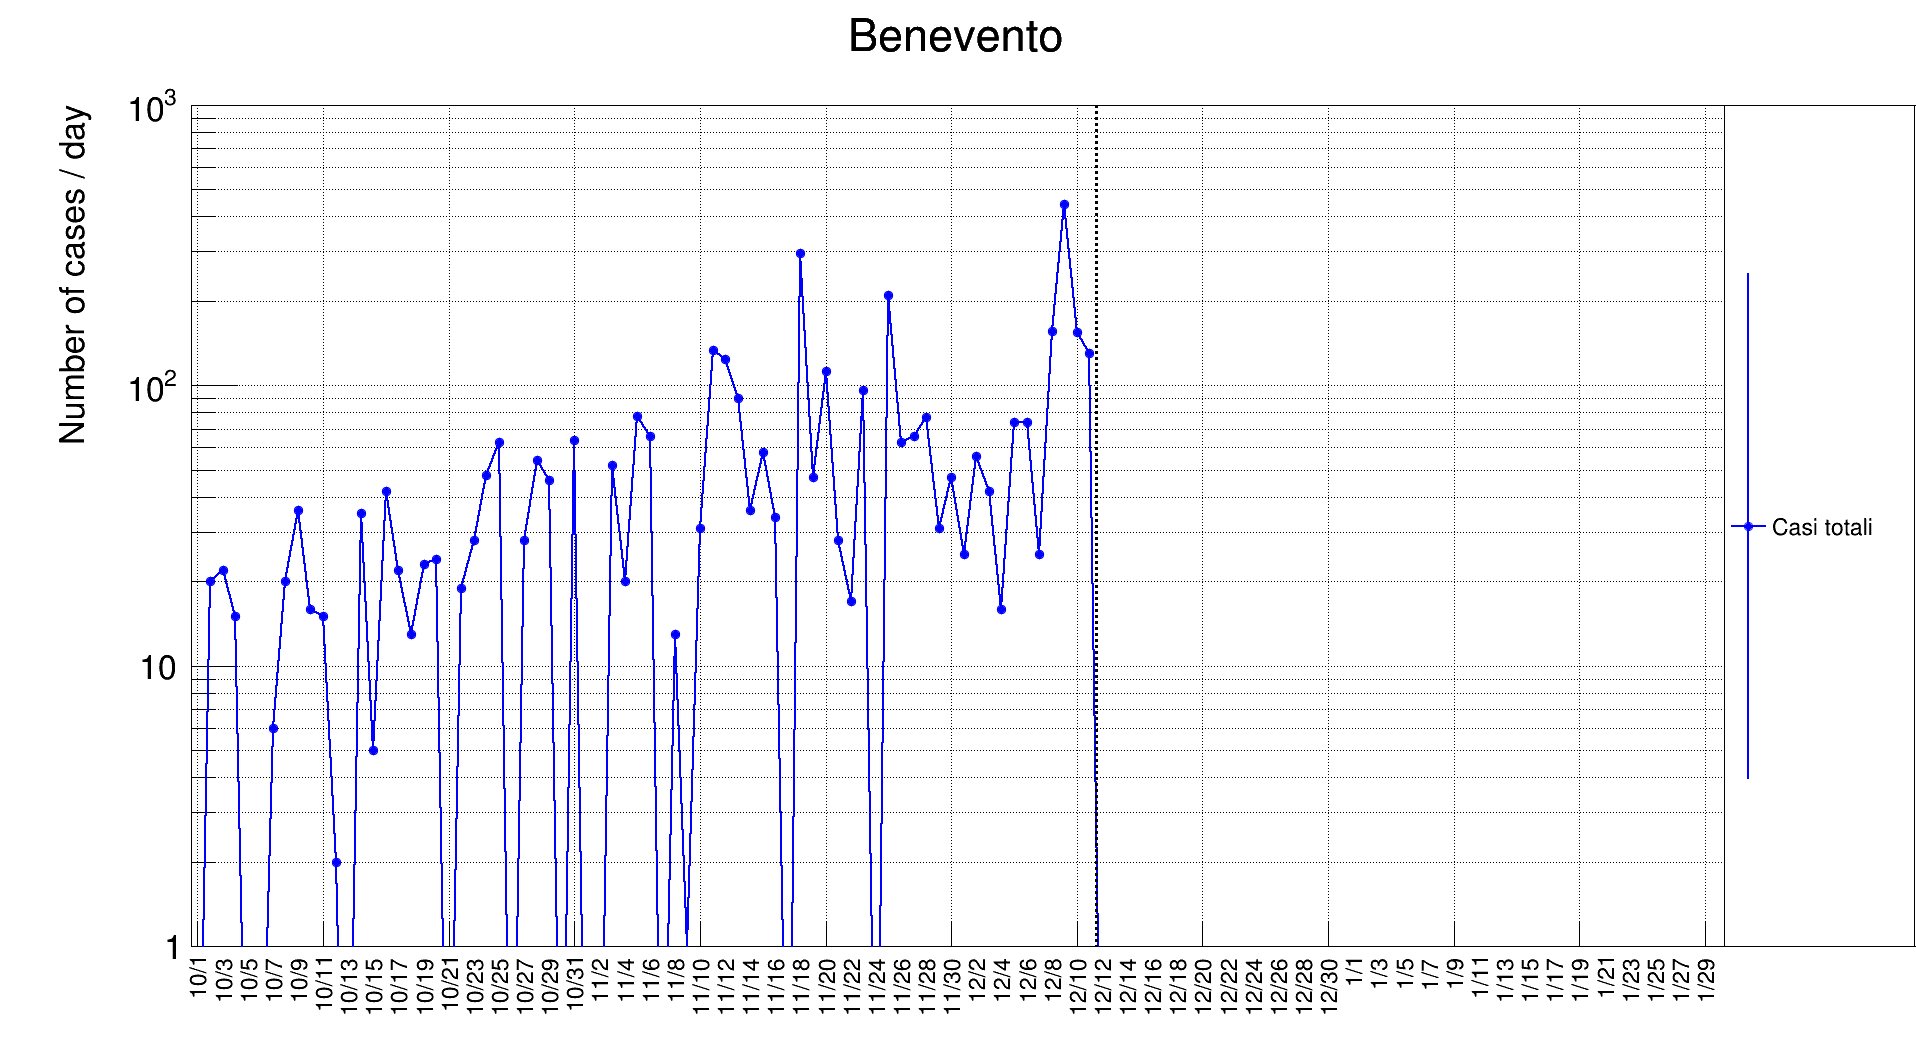 Benevento
Number of cases / day
10³
10²
10
1
10/1 10/3 10/5 10/7 10/9 10/11 10/13 10/15 10/17 10/19 10/21 10/23 10/25 10/27 10/29 10/31 11/2 11/4 11/6 11/8 11/10 11/12 11/14 11/16 11/18 11/20 11/22 11/24 11/26 11/28 11/30 12/2 12/4 12/6 12/8 12/10 12/12 12/14 12/16 12/18 12/20 12/22 12/24 12/26 12/28 12/30 1/1 1/3 1/5 1/7 1/9 1/11 1/13 1/15 1/17 1/19 1/21 1/23 1/25 1/27 1/29
Casi totali